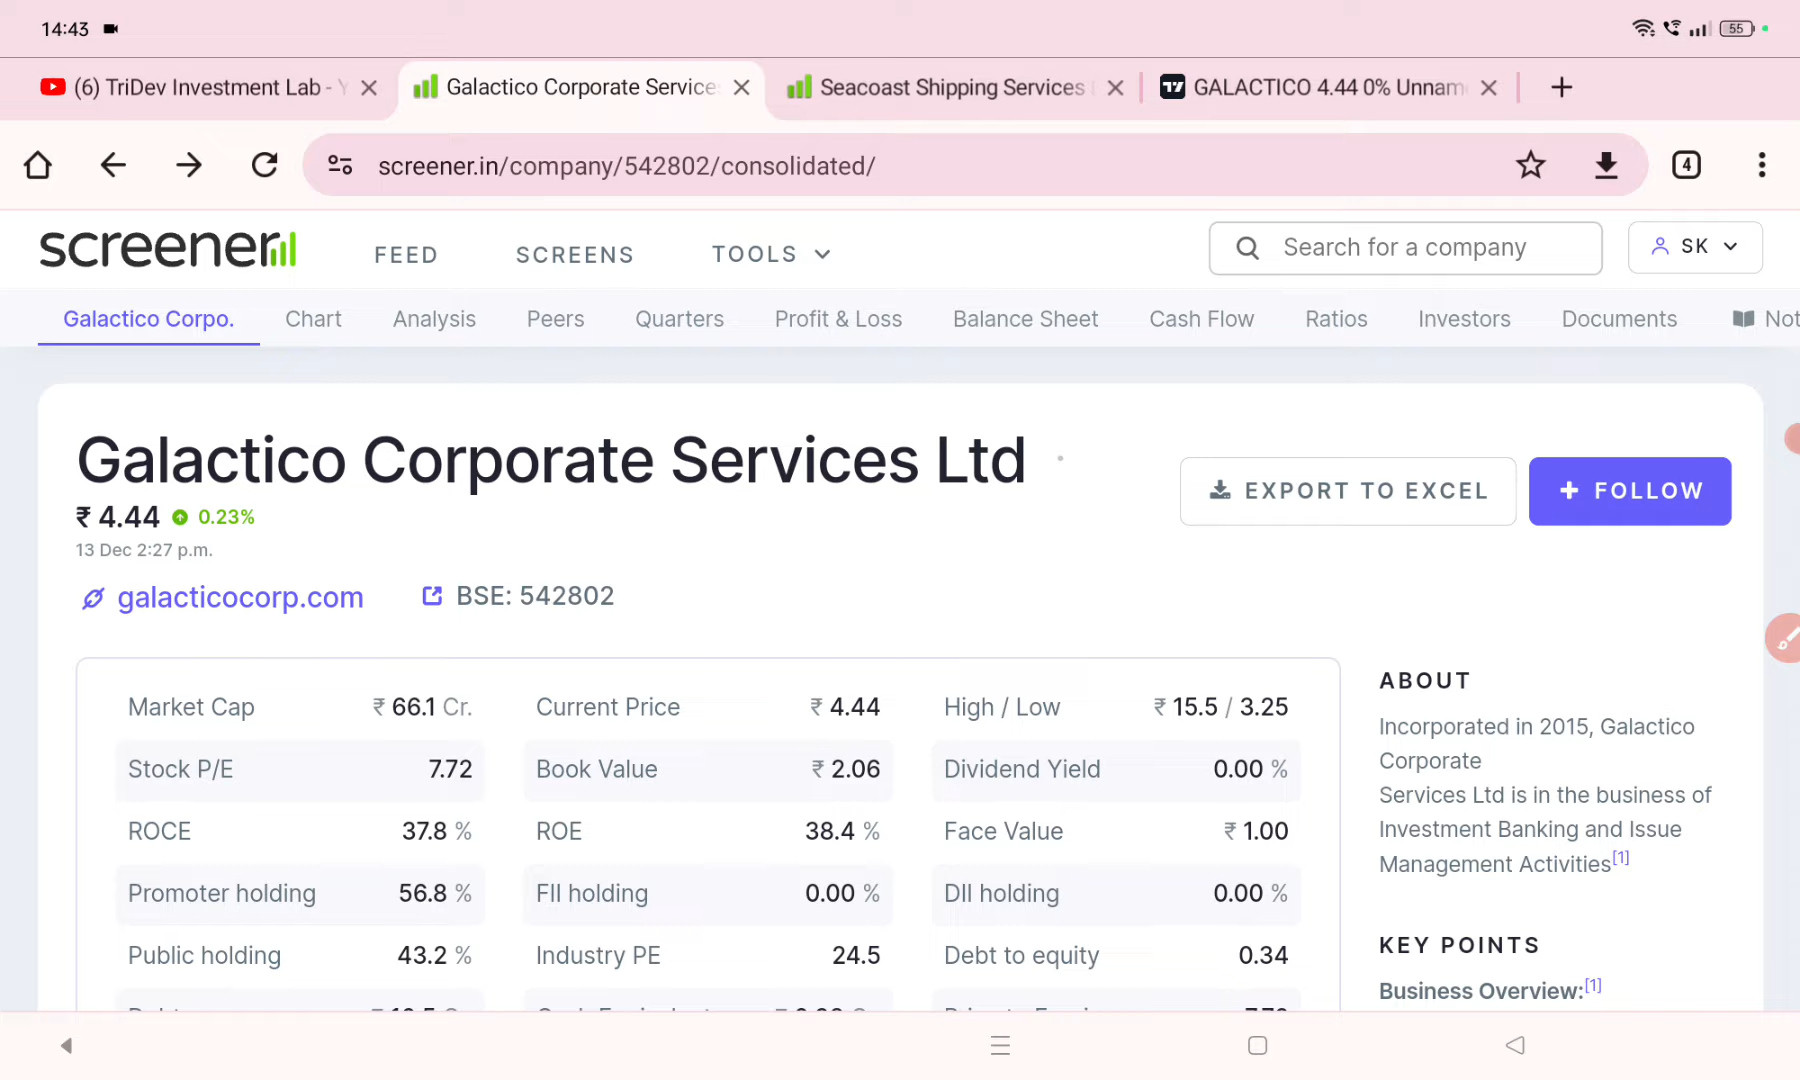 14:43
55
(6) TriDev Investment Lab - Y
Galactico Corporate Services
Seacoast Shipping Services
GALACTICO 4.44 0% Unnam
screener.in/company/542802/consolidated/
4
screener
FEED
SCREENS
TOOLS
Search for a company
SK
Galactico Corpo.
Chart
Analysis
Peers
Quarters
Profit & Loss
Balance Sheet
Cash Flow
Ratios
Investors
Documents
Not
Galactico Corporate Services Ltd
EXPORT TO EXCEL
+ FOLLOW
₹ 4.44 0.23%
13 Dec 2:27 p.m.
galacticocorp.com
BSE: 542802
Market Cap ₹ 66.1 Cr.
Current Price ₹ 4.44
High / Low ₹ 15.5 / 3.25
Stock P/E 7.72
Book Value ₹ 2.06
Dividend Yield 0.00 %
ROCE 37.8 %
ROE 38.4 %
Face Value ₹ 1.00
Promoter holding 56.8 %
FII holding 0.00 %
DII holding 0.00 %
Public holding 43.2 %
Industry PE 24.5
Debt to equity 0.34
ABOUT
Incorporated in 2015, Galactico
Corporate
Services Ltd is in the business of
Investment Banking and Issue
Management Activities[1]
KEY POINTS
Business Overview:[1]